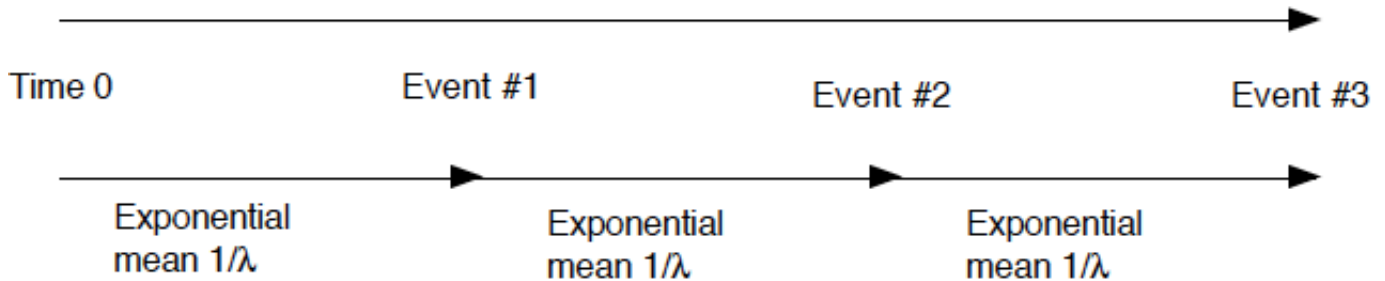 Time 0 Event #1 Event #2 Event #3
Exponential
mean 1/λ
Exponential
mean 1/λ
Exponential
mean 1/λ